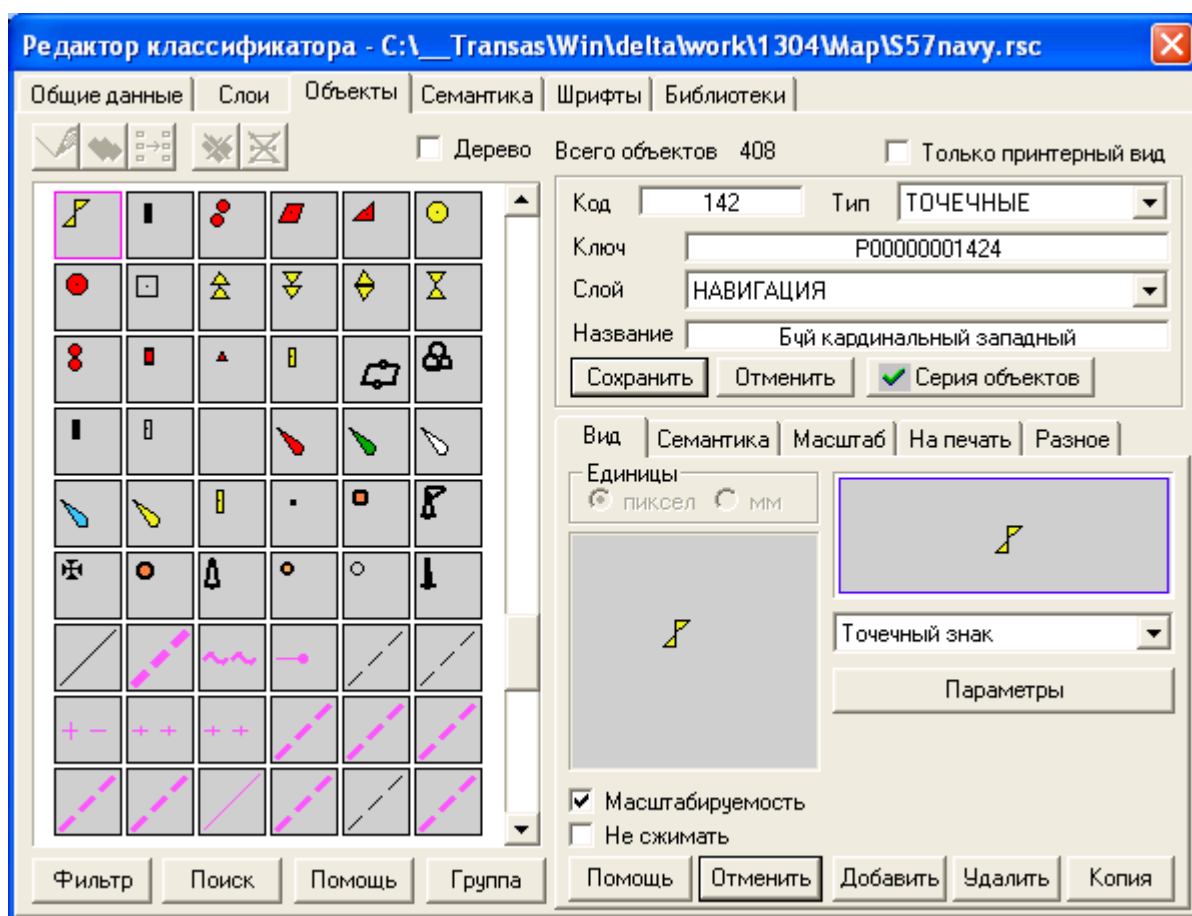 Редактор классификатора - C:\__Transas\Win\delta\work\1304\Map\S57navy.rsc
Общие данные Слои Объекты Семантика Шрифты Библиотеки
Дерево Всего объектов 408 Только принтерный вид
Код 142 Тип ТОЧЕЧНЫЕ
Ключ P00000001424
Слой НАВИГАЦИЯ
Название Буй кардинальный западный
Сохранить Отменить Серия объектов
Вид Семантика Масштаб На печать Разное
Единицы
пиксел мм
Точечный знак
Параметры
Масштабируемость
Не сжимать
Фильтр Поиск Помощь Группа
Помощь Отменить Добавить Удалить Копия